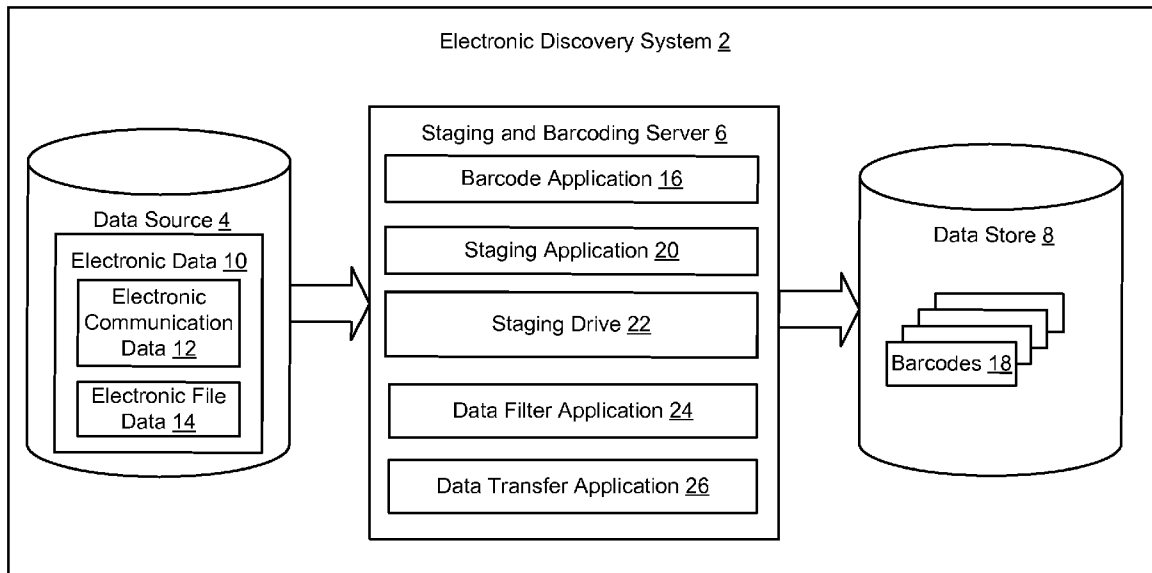 Electronic Discovery System 2
Data Source 4
Electronic Data 10
Electronic
Communication
Data 12
Electronic File
Data 14
Staging and Barcoding Server 6
Barcode Application 16
Staging Application 20
Staging Drive 22
Data Filter Application 24
Data Transfer Application 26
Data Store 8
Barcodes 18